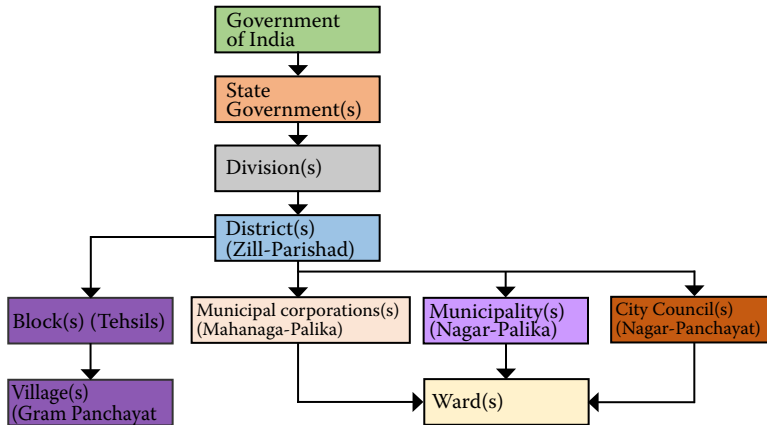 Government
of India
State
Government(s)
Division(s)
District(s)
(Zill-Parishad)
Block(s) (Tehsils)
Municipal corporations(s)
(Mahanaga-Palika)
Municipality(s)
(Nagar-Palika)
City Council(s)
(Nagar-Panchayat)
Village(s)
(Gram Panchayat
Ward(s)